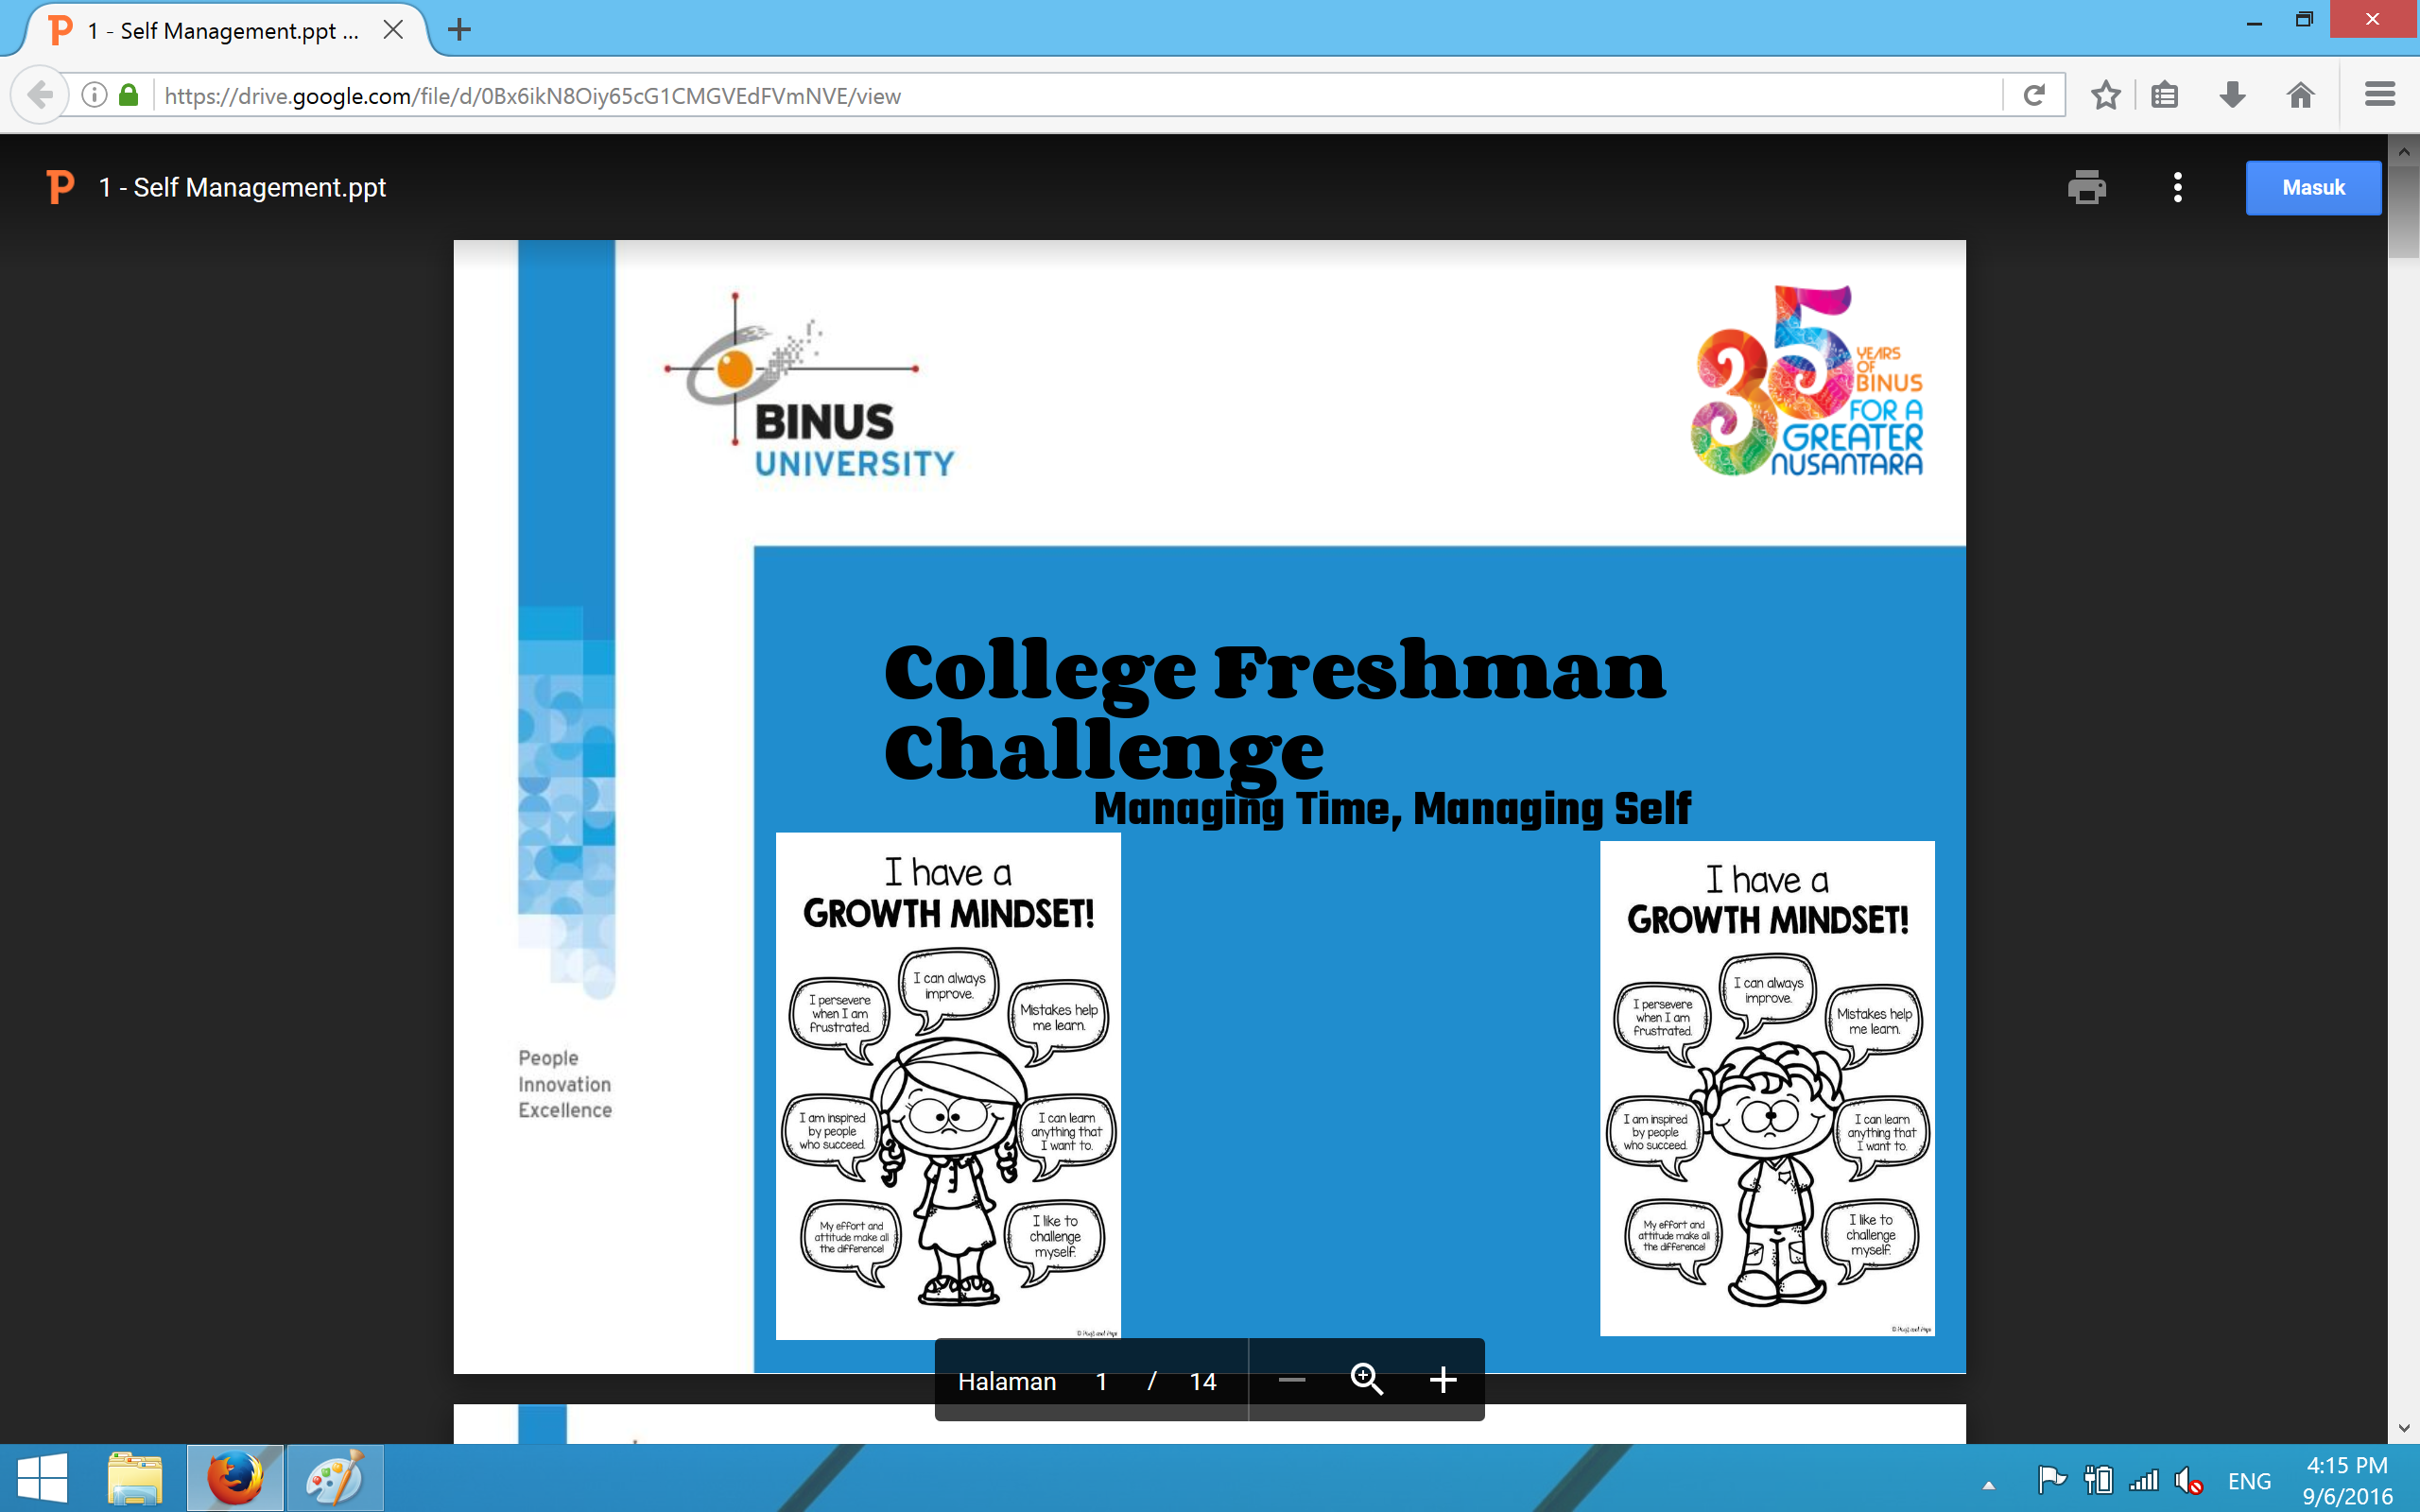 1 - Self Management.ppt ...
https://drive.google.com/file/d/0Bx6ikN8Oiy65cG1CMGVEdFVmNVE/view
1 - Self Management.ppt
Masuk
BINUS
UNIVERSITY
35
YEARS
OF
BINUS
FOR A
GREATER
NUSANTARA
College Freshman
Challenge
Managing Time, Managing Self
I have a
GROWTH MINDSET!
I can always
improve.
I persevere
when I am
frustrated.
Mistakes help
me learn.
I am inspired
by people
who succeed.
I can learn
anything that
I want to.
My effort and
attitude make all
the difference!
I like to
challenge
myself.
I have a
GROWTH MINDSET!
I can always
improve.
I persevere
when I am
frustrated.
Mistakes help
me learn.
I am inspired
by people
who succeed.
I can learn
anything that
I want to.
My effort and
attitude make all
the difference!
I like to
challenge
myself.
People
Innovation
Excellence
Halaman 1 / 14
ENG
4:15 PM
9/6/2016